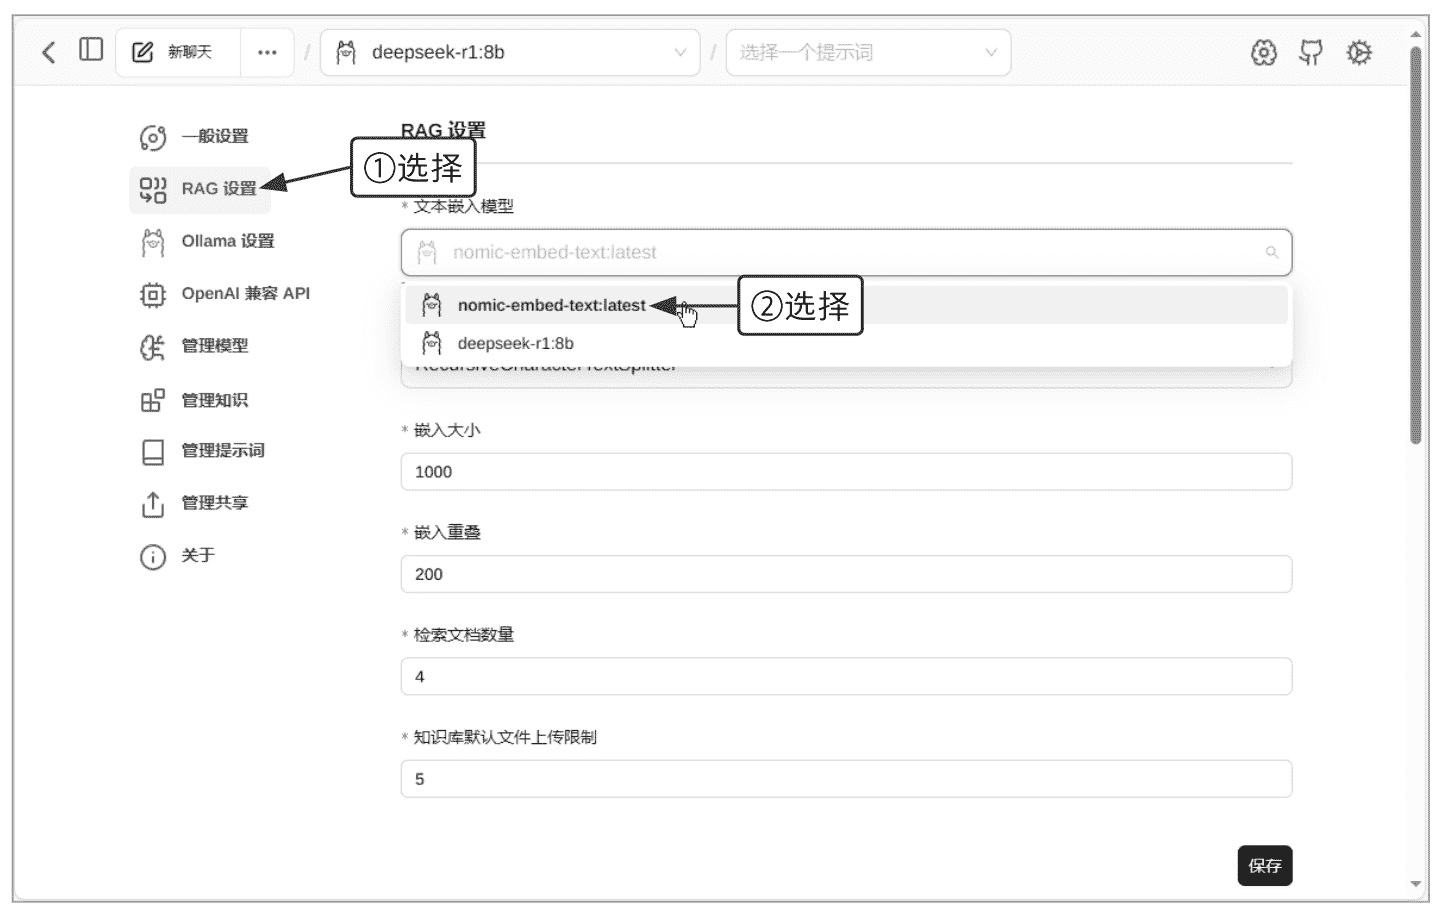 新聊天
deepseek-r1:8b
选择一个提示词
一般设置
RAG 设置
Ollama 设置
OpenAI 兼容 API
管理模型
管理知识
管理提示词
管理共享
关于
RAG 设置
①选择
* 文本嵌入模型
nomic-embed-text:latest
nomic-embed-text:latest
②选择
deepseek-r1:8b
RecursiveCharacterTextSplitter
* 嵌入大小
1000
* 嵌入重叠
200
* 检索文档数量
4
* 知识库默认文件上传限制
5
保存